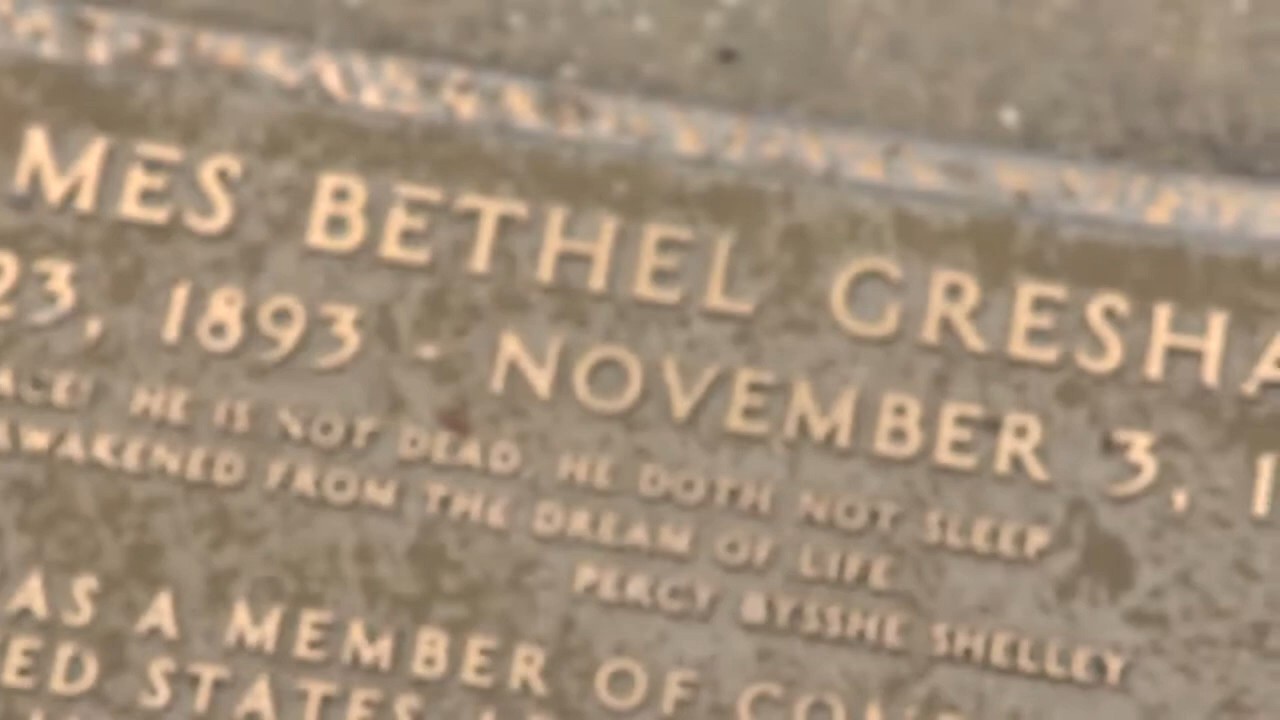 MES BETHEL GRESHA
23, 1893 - NOVEMBER 3, 1
ACE! HE IS NOT DEAD, HE DOTH NOT SLEEP
AWAKENED FROM THE DREAM OF LIFE
PERCY BYSSHE SHELLEY
AS A MEMBER OF
ED STATES